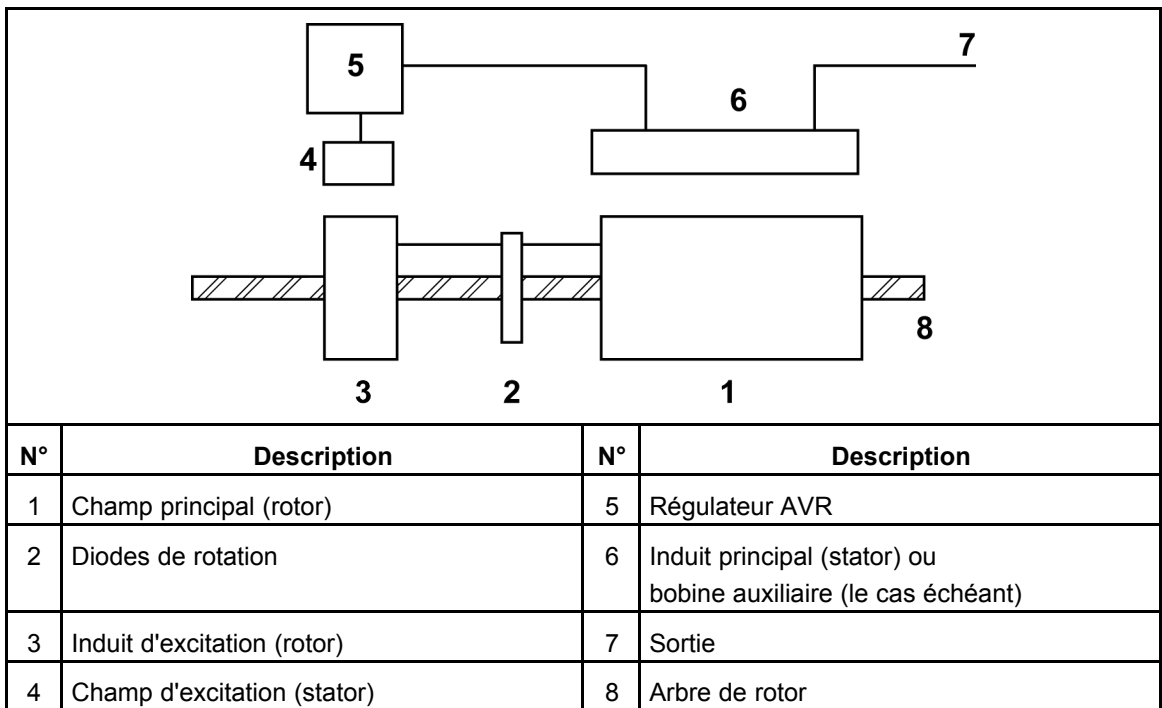 5
7
6
4
8
3
2
1
N° Description N° Description
1 Champ principal (rotor) 5 Régulateur AVR
2 Diodes de rotation 6 Induit principal (stator) ou
bobine auxiliaire (le cas échéant)
3 Induit d'excitation (rotor) 7 Sortie
4 Champ d'excitation (stator) 8 Arbre de rotor